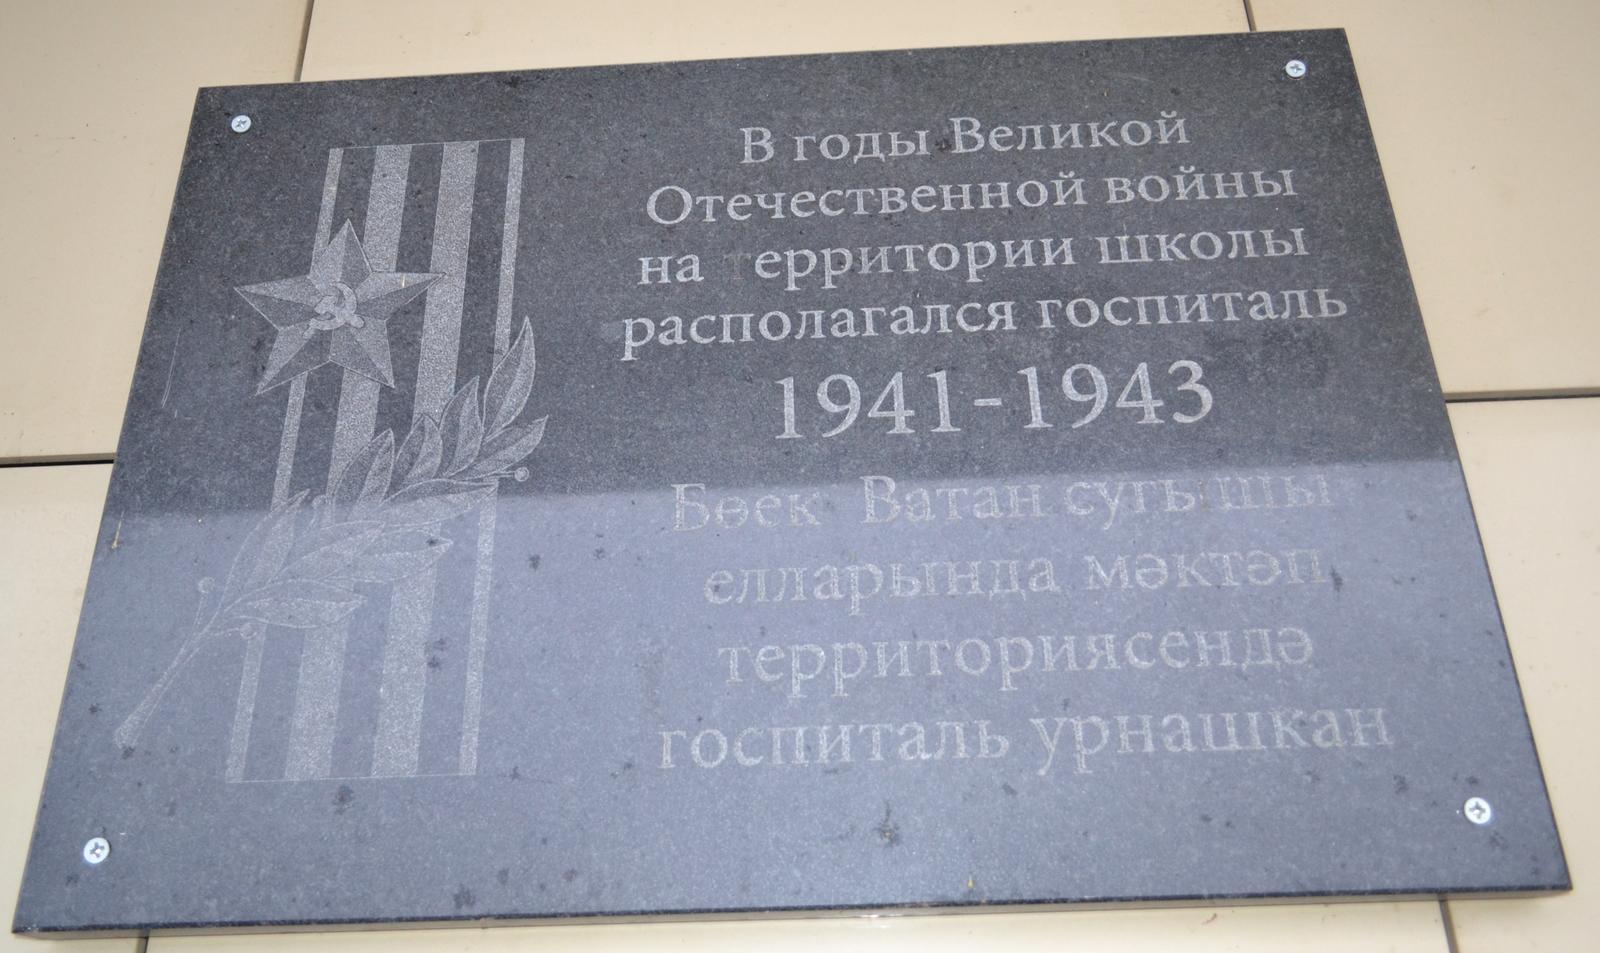 В годы Великой
Отечественной войны
на территории школы
располагался госпиталь
1941-1943
Бөек Ватан сугышы
елларында мәктәп
территориясендә
госпиталь урнашкан